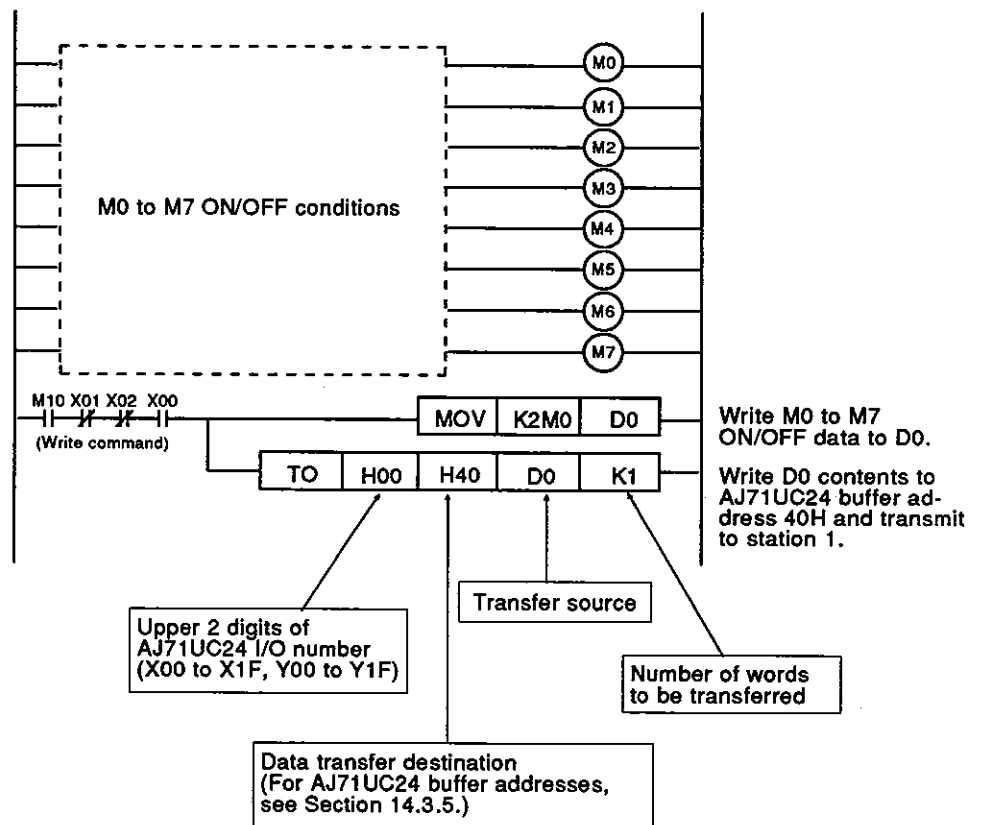 M0
M1
M2
M0 to M7 ON/OFF conditions
M3
M4
M5
M6
M7
M10 X01 X02 X00
(Write command)
MOV K2M0 D0
Write M0 to M7
ON/OFF data to D0.
TO H00 H40 D0 K1
Write D0 contents to
AJ71UC24 buffer ad-
dress 40H and transmit
to station 1.
Transfer source
Upper 2 digits of
AJ71UC24 I/O number
(X00 to X1F, Y00 to Y1F)
Number of words
to be transferred
Data transfer destination
(For AJ71UC24 buffer addresses,
see Section 14.3.5.)